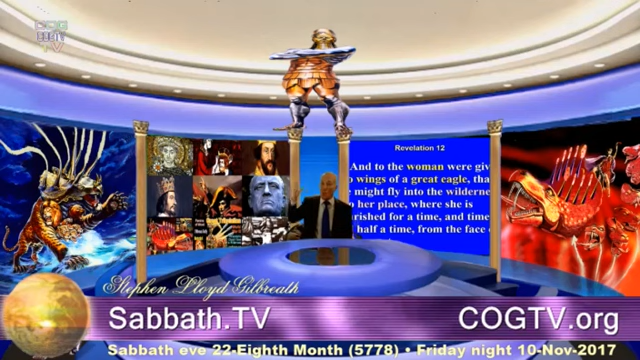 COG
TV
Revelation 12
And to the woman were giv
wings of a great eagle, tha
might fly into the wilderne
her place, where she is
rished for a time, and time
half a time, from the face
Stephen Lloyd Gilbreath
Sabbath.TV
COGTV.org
Sabbath eve 22-Eighth Month (5778) • Friday night 10-Nov-2017